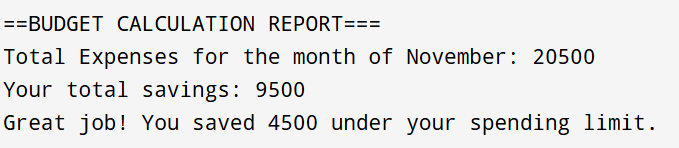 ==BUDGET CALCULATION REPORT===
Total Expenses for the month of November: 20500
Your total savings: 9500
Great job! You saved 4500 under your spending limit.